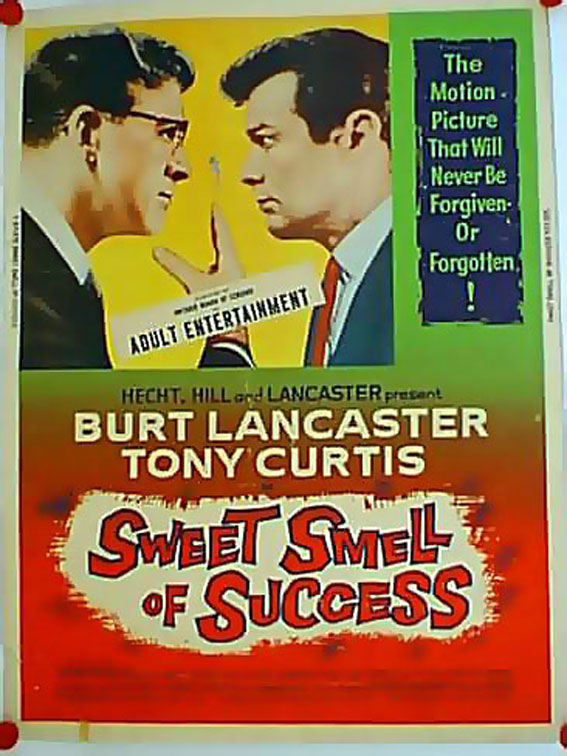 The
Motion-
Picture
That Will
Never Be
Forgiven-
Or
Forgotten
!
ADULT ENTERTAINMENT
HECHT, HILL and LANCASTER present
BURT LANCASTER
TONY CURTIS
in
SWEET SMELL
OF SUCCESS